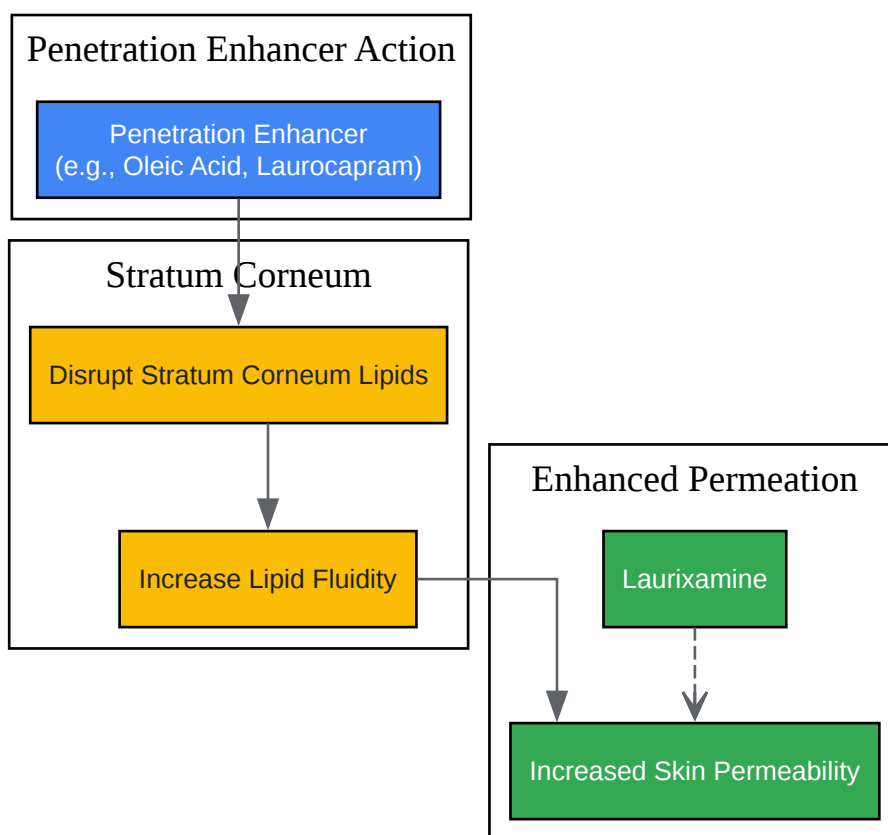 Penetration Enhancer Action
Penetration Enhancer
(e.g., Oleic Acid, Laurocapram)
Stratum Corneum
Disrupt Stratum Corneum Lipids
Increase Lipid Fluidity
Enhanced Permeation
Laurixamine
Increased Skin Permeability